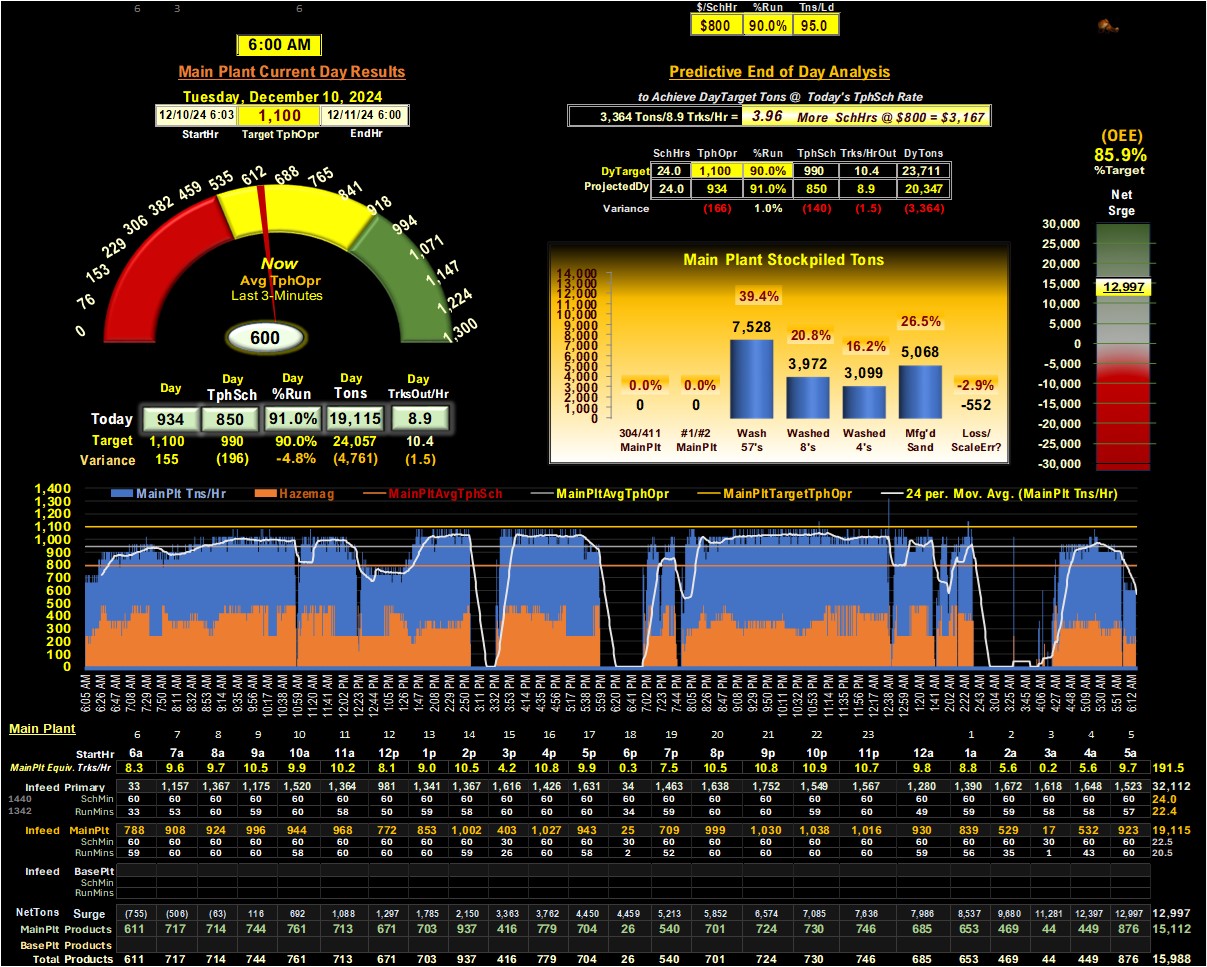 6 3 6
$/SchHr %Run Tns/Ld
$800 90.0% 95.0
6:00 AM
Main Plant Current Day Results
Tuesday, December 10, 2024
12/10/24 6:03 1,100 12/11/24 6:00
StartHr Target TphOpr EndHr
Predictive End of Day Analysis
to Achieve DayTarget Tons @ Today's TphSch Rate
3,364 Tons/8.9 Trks/Hr = 3.96 More SchHrs @ $800 = $3,167
SchHrs TphOpr %Run TphSch Trks/HrOut DyTons
DyTarget 24.0 1,100 90.0% 990 10.4 23,711
ProjectedDy 24.0 934 91.0% 850 8.9 20,347
Variance (166) 1.0% (140) (1.5) (3,364)
(OEE)
85.9%
%Target
Net
Srge
30,000
25,000
20,000
15,000
12,997
10,000
5,000
0
-5,000
-10,000
-15,000
-20,000
-25,000
-30,000
0 76 153 229 306 382 459 535 612 688 765 841 918 994 1,071 1,147 1,224 1,300
Now
Avg TphOpr
Last 3-Minutes
600
Day Day TphSch Day %Run Day Tons Day TrksOut/Hr
Today 934 850 91.0% 19,115 8.9
Target 1,100 990 90.0% 24,057 10.4
Variance 155 (196) -4.8% (4,761) (1.5)
Main Plant Stockpiled Tons
14,000
13,000
12,000
11,000
10,000
9,000
8,000
7,000
6,000
5,000
4,000
3,000
2,000
1,000
0
0.0% 0.0% 39.4% 20.8% 16.2% 26.5% -2.9%
0 0 7,528 3,972 3,099 5,068 -552
304/411 #1/#2 Wash Washed Washed Mfg'd Loss/
MainPlt MainPlt 57's 8's 4's Sand ScaleErr?
MainPlt Tns/Hr Hazemag MainPltAvgTphSch MainPltAvgTphOpr MainPltTargetTphOpr 24 per. Mov. Avg. (MainPlt Tns/Hr)
1,400
1,300
1,200
1,100
1,000
900
800
700
600
500
400
300
200
100
0
6:05 AM 6:26 AM 6:47 AM 7:08 AM 7:29 AM 7:50 AM 8:11 AM 8:32 AM 8:53 AM 9:14 AM 9:35 AM 9:56 AM 10:17 AM 10:38 AM 10:59 AM 11:20 AM 11:41 AM 12:02 PM 12:23 PM 12:44 PM 1:05 PM 1:26 PM 1:47 PM 2:08 PM 2:29 PM 2:50 PM 3:11 PM 3:32 PM 3:53 PM 4:14 PM 4:35 PM 4:56 PM 5:17 PM 5:38 PM 5:59 PM 6:20 PM 6:41 PM 7:02 PM 7:23 PM 7:44 PM 8:05 PM 8:26 PM 8:47 PM 9:08 PM 9:29 PM 9:50 PM 10:11 PM 10:32 PM 10:53 PM 11:14 PM 11:35 PM 11:56 PM 12:17 AM 12:38 AM 12:59 AM 1:20 AM 1:41 AM 2:02 AM 2:22 AM 2:43 AM 3:04 AM 3:25 AM 3:45 AM 4:06 AM 4:27 AM 4:48 AM 5:09 AM 5:30 AM 5:51 AM 6:12 AM
Main Plant
6 7 8 9 10 11 12 13 14 15 16 17 18 19 20 21 22 23 1 2 3 4 5
StartHr 6a 7a 8a 9a 10a 11a 12p 1p 2p 3p 4p 5p 6p 7p 8p 9p 10p 11p 12a 1a 2a 3a 4a 5a
MainPlt Equiv. Trks/Hr 8.3 9.6 9.7 10.5 9.9 10.2 8.1 9.0 10.5 4.2 10.8 9.9 0.3 7.5 10.5 10.8 10.9 10.7 9.8 8.8 5.6 0.2 5.6 9.7 191.5
Infeed Primary 33 1,157 1,367 1,175 1,520 1,364 981 1,341 1,367 1,616 1,426 1,631 34 1,463 1,638 1,752 1,549 1,567 1,280 1,390 1,672 1,618 1,648 1,523 32,112
1440 SchMin 60 60 60 60 60 60 60 60 60 60 60 60 60 60 60 60 60 60 60 60 60 60 60 60 24.0
1342 RunMins 33 53 60 59 60 58 50 59 58 60 60 60 34 59 60 60 60 60 49 59 59 58 58 57 22.4
Infeed MainPlt 788 908 924 996 944 968 772 853 1,002 403 1,027 943 25 709 999 1,030 1,038 1,016 930 839 529 17 532 923 19,115
SchMin 60 60 60 60 60 60 60 60 60 30 60 60 30 60 60 60 60 60 60 60 60 30 60 60 22.5
RunMins 59 60 60 60 58 60 60 60 59 26 60 58 2 52 60 60 60 60 59 56 35 1 43 60 20.5
Infeed BasePlt
SchMin
RunMins
NetTons Surge (755) (506) (63) 116 692 1,088 1,297 1,785 2,150 3,363 3,762 4,450 4,459 5,213 5,852 6,574 7,085 7,636 7,986 8,537 9,680 11,281 12,397 12,997 12,997
MainPlt Products 611 717 714 744 761 713 671 703 937 416 779 704 26 540 701 724 730 746 685 653 469 44 449 876 15,112
BasePlt Products
Total Products 611 717 714 744 761 713 671 703 937 416 779 704 26 540 701 724 730 746 685 653 469 44 449 876 15,988